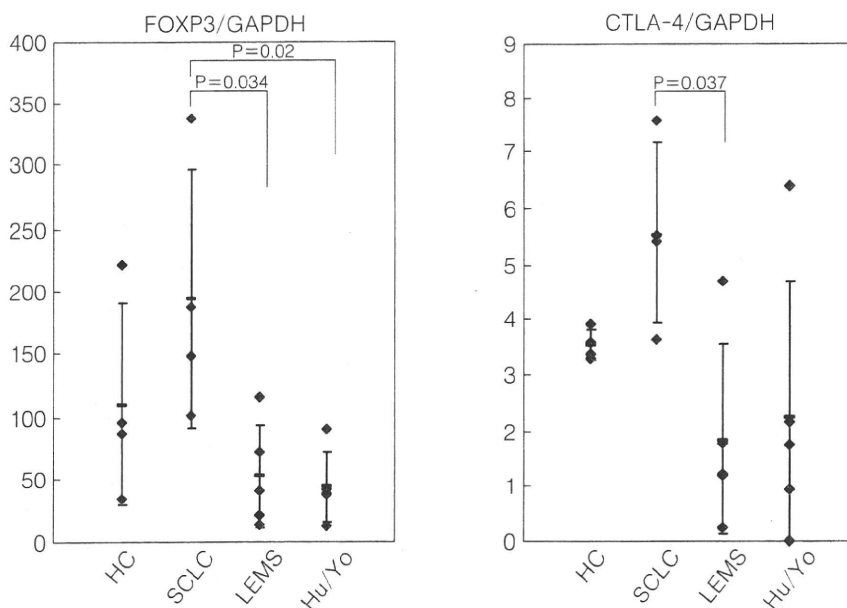 FOXP3/GAPDH
400
350
300
250
200
150
100
50
0
P=0.02
P=0.034
HC
SCLC
LEMS
Hu/Yo
CTLA-4/GAPDH
9
8
7
6
5
4
3
2
1
0
P=0.037
HC
SCLC
LEMS
Hu/Yo